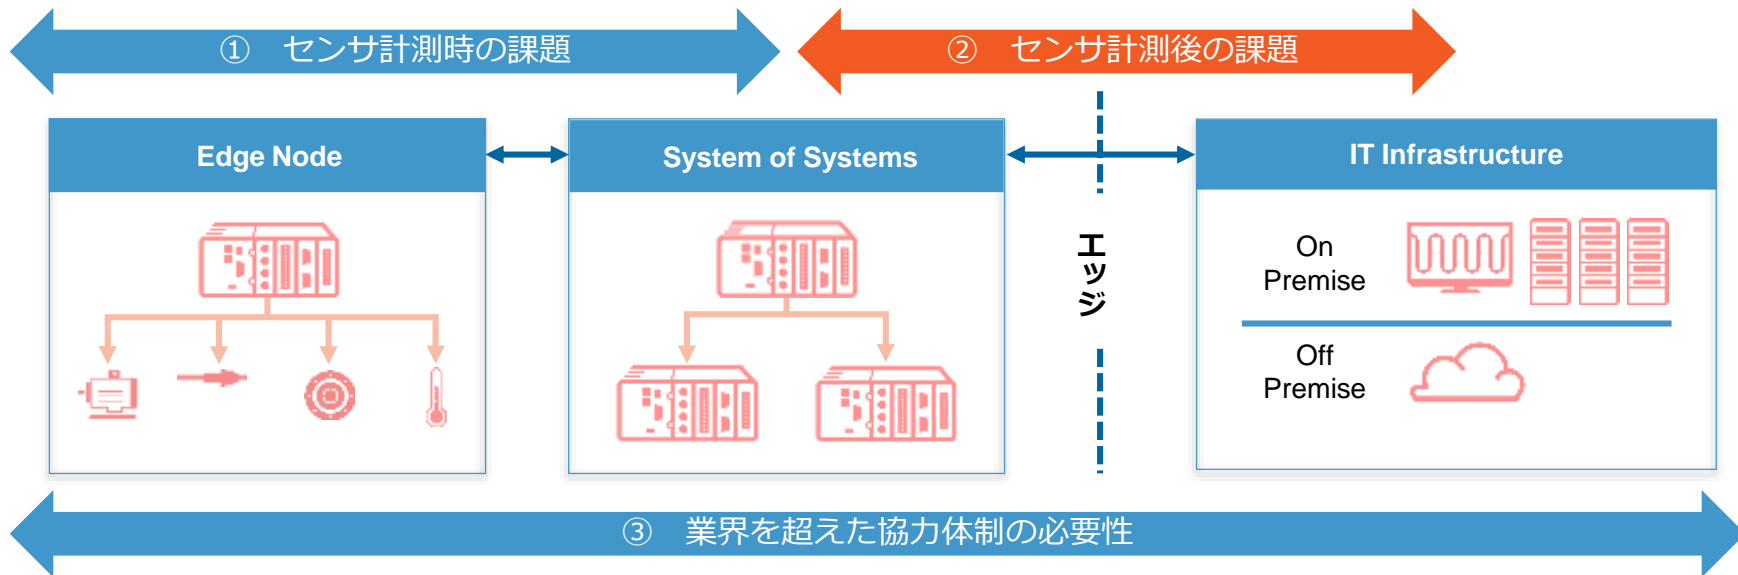 ① センサ計測時の課題
② センサ計測後の課題
Edge Node
System of Systems
IT Infrastructure
エッジ
On
Premise
Off
Premise
③ 業界を超えた協力体制の必要性